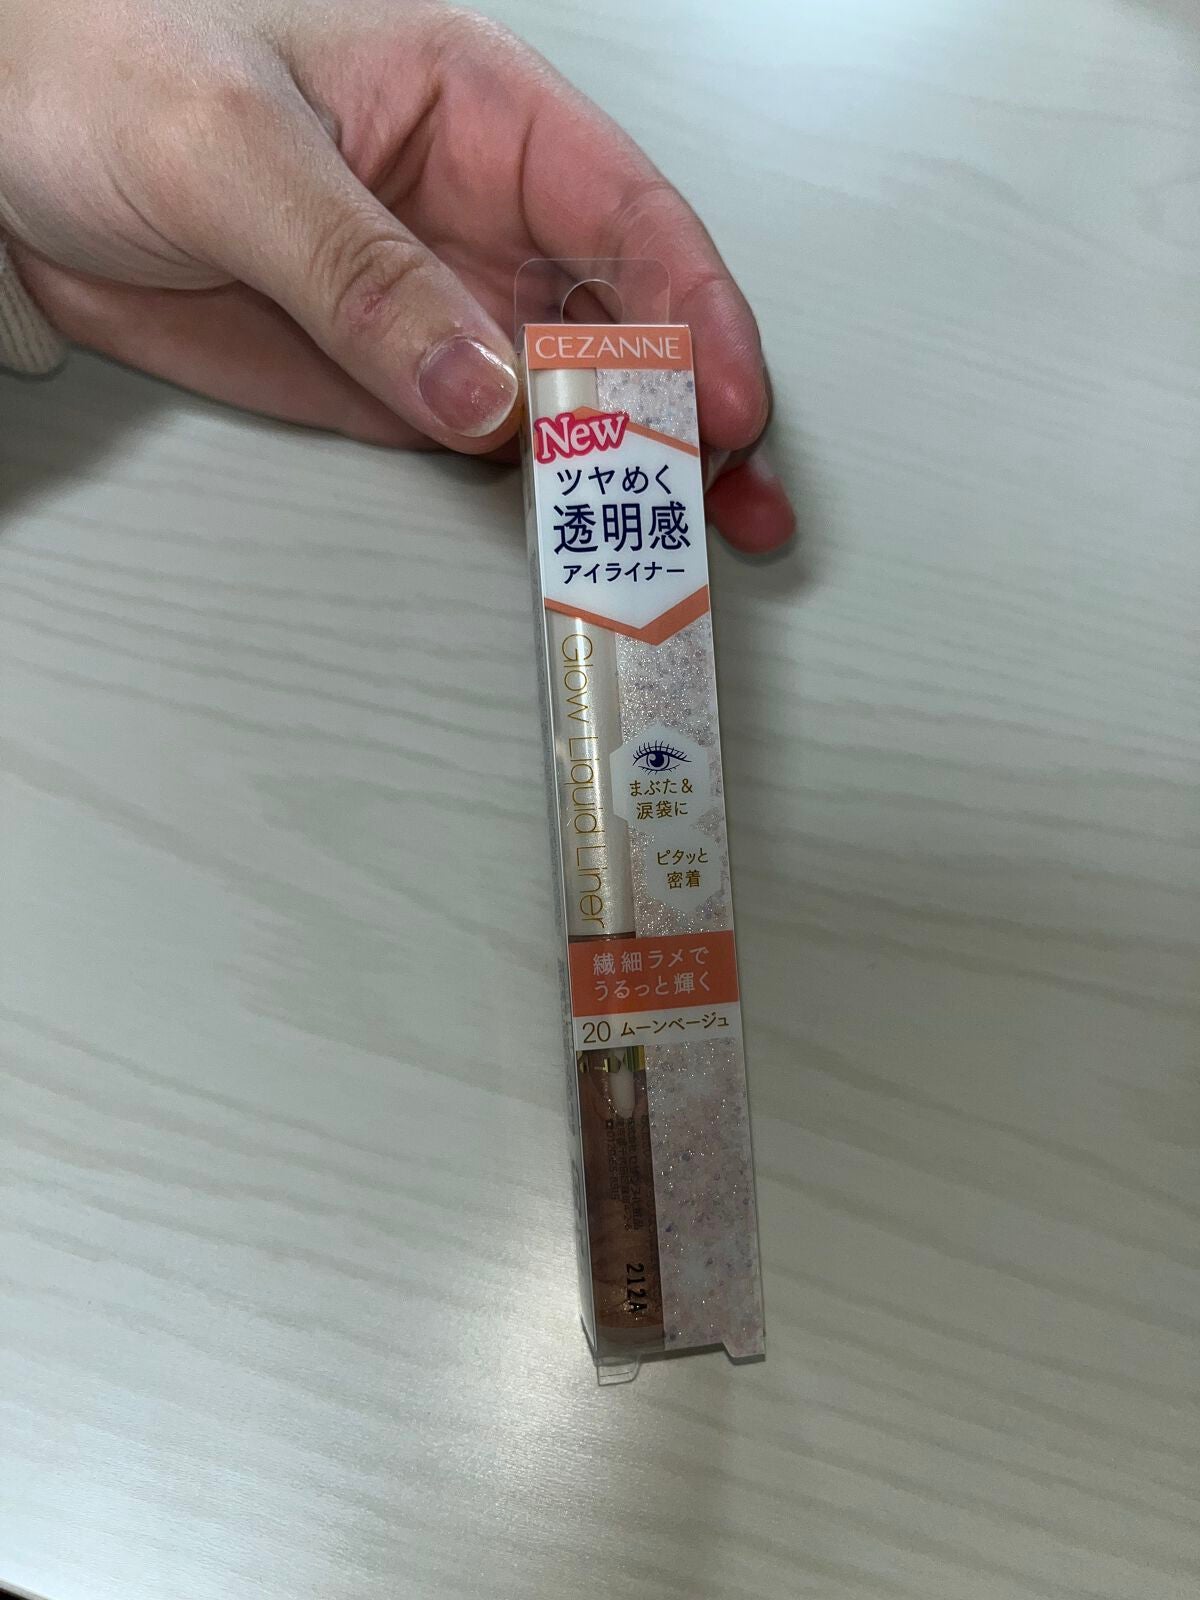 CEZANNE
New
ツヤめく
透明感
アイライナー
Glow Liquid Liner
まぶた&
涙袋に
ピタッと
密着
繊細ラメで
うるっと輝く
20 ムーンベージュ
212A